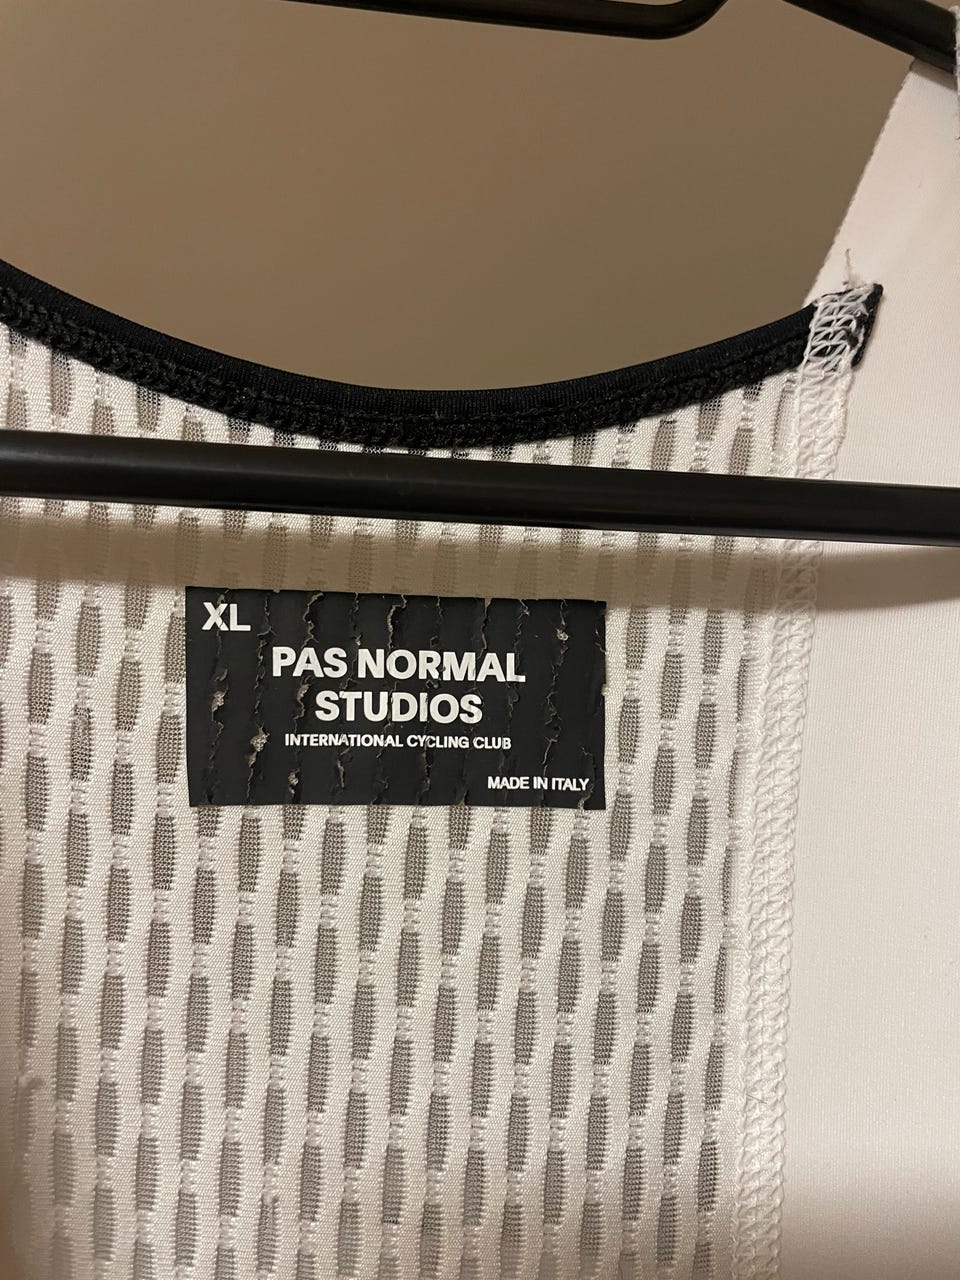 XL
PAS NORMAL
STUDIOS
INTERNATIONAL CYCLING CLUB
MADE IN ITALY